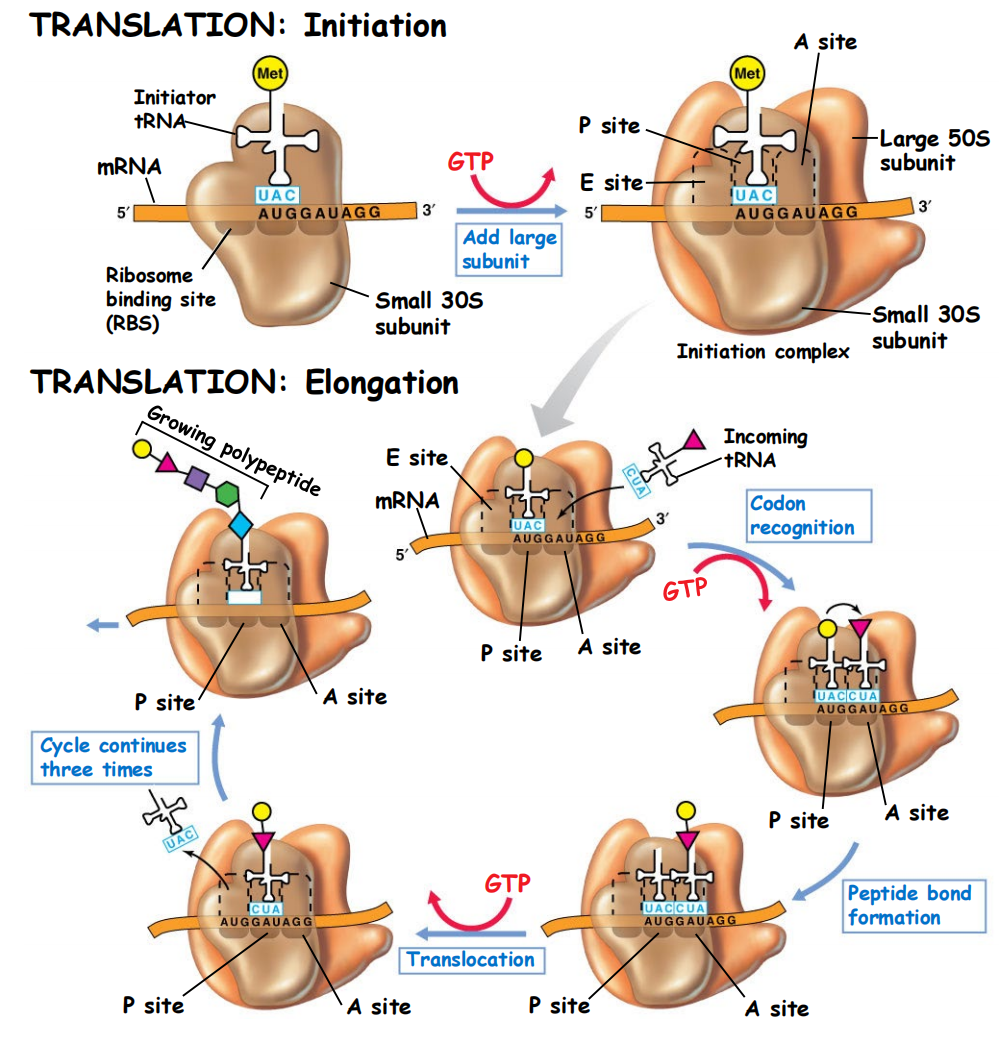 TRANSLATION: Initiation
A site
Met
Initiator
tRNA
mRNA
5′
UAC
AUGGAUAGG
3′
Ribosome
binding site
(RBS)
Small 30S
subunit
GTP
Add large
subunit
Met
P site
E site
Large 50S
subunit
5′
UAC
AUGGAUAGG
3′
Small 30S
subunit
Initiation complex
TRANSLATION: Elongation
Growing polypeptide
E site
mRNA
Incoming
tRNA
CUA
UAC
AUGGAUAGG
5′
3′
P site
A site
Codon
recognition
GTP
UAC CUA
AUGGAUAGG
P site
A site
Peptide bond
formation
UAC CUA
AUGGAUAGG
P site
A site
GTP
Translocation
UAC
CUA
AUGGAUAGG
P site
A site
Cycle continues
three times
P site
A site